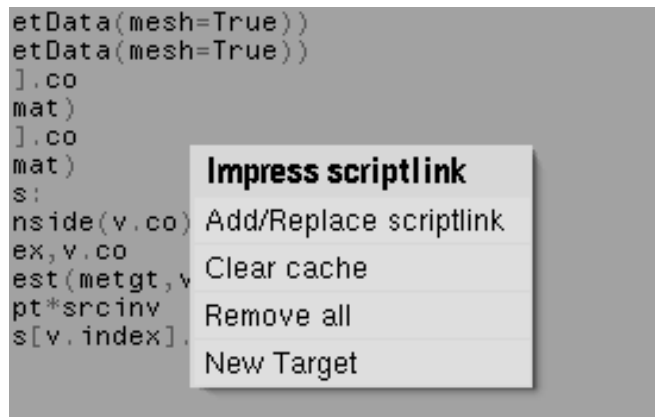 etData(mesh=True))
etData(mesh=True))
].co
mat)
].co
mat)
s:
nside(v.co)
ex,v.co
est(metgt,v
pt*srcinv
s[v.index].
Impress scriptlink
Add/Replace scriptlink
Clear cache
Remove all
New Target